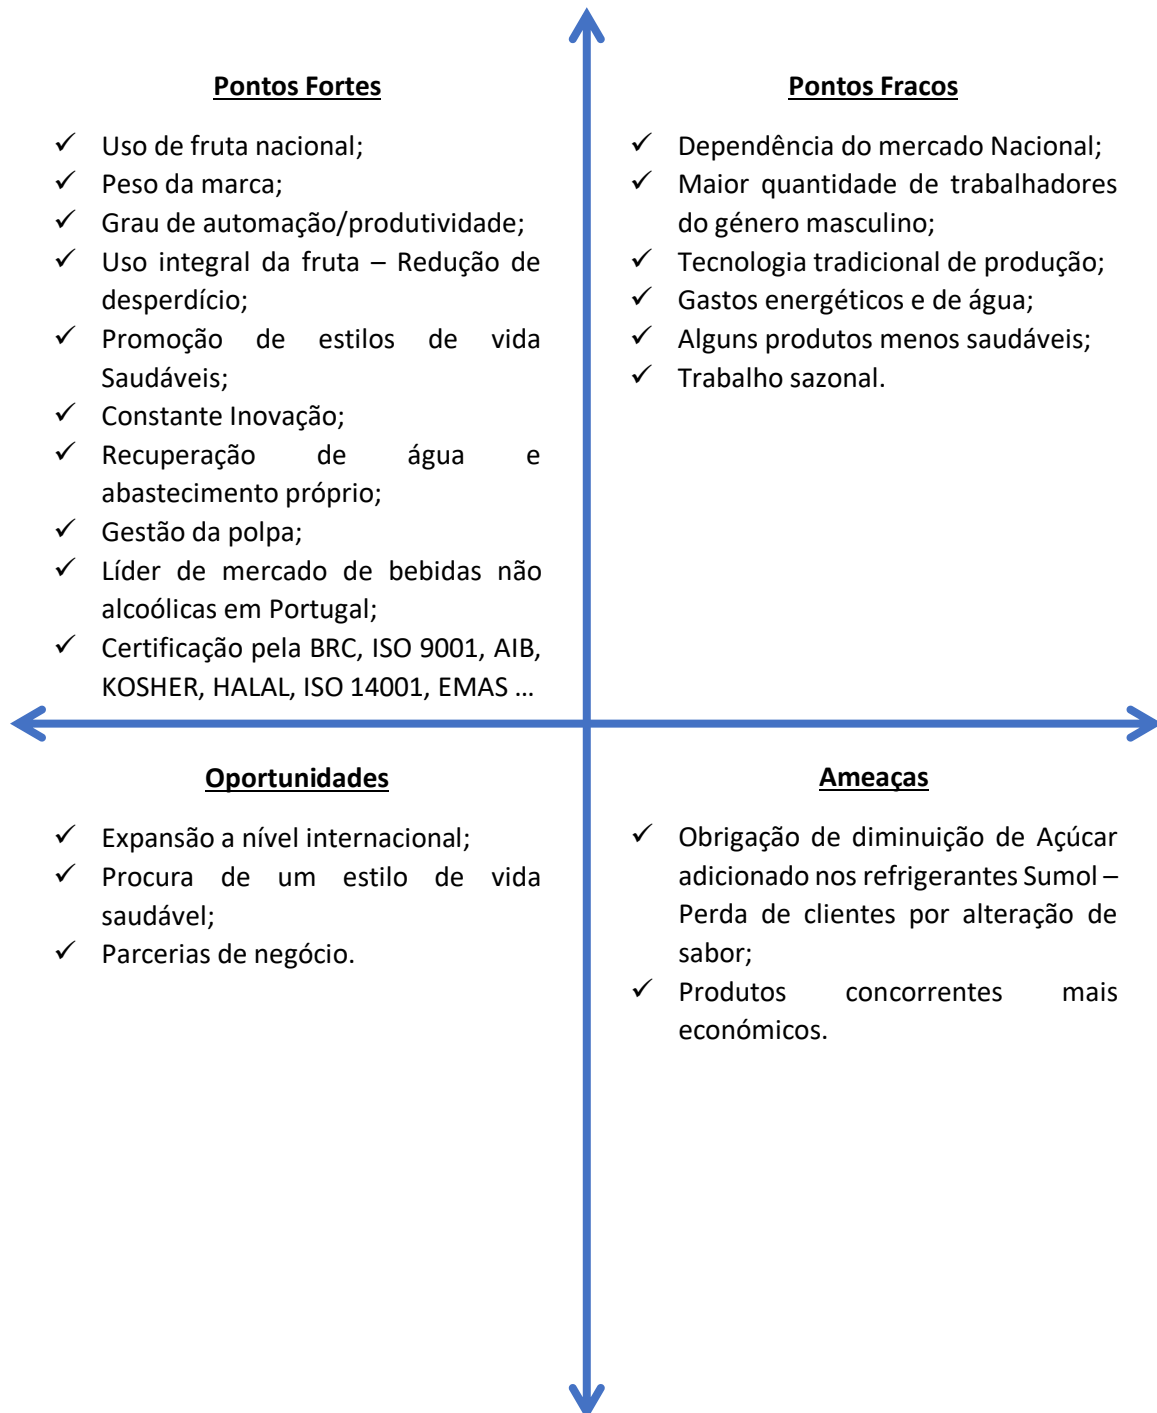 Pontos Fortes
✓ Uso de fruta nacional;
✓ Peso da marca;
✓ Grau de automação/produtividade;
✓ Uso integral da fruta – Redução de
desperdício;
✓ Promoção de estilos de vida
Saudáveis;
✓ Constante Inovação;
✓ Recuperação de água e
abastecimento próprio;
✓ Gestão da polpa;
✓ Líder de mercado de bebidas não
alcoólicas em Portugal;
✓ Certificação pela BRC, ISO 9001, AIB,
KOSHER, HALAL, ISO 14001, EMAS ...
Pontos Fracos
✓ Dependência do mercado Nacional;
✓ Maior quantidade de trabalhadores
do género masculino;
✓ Tecnologia tradicional de produção;
✓ Gastos energéticos e de água;
✓ Alguns produtos menos saudáveis;
✓ Trabalho sazonal.
Oportunidades
✓ Expansão a nível internacional;
✓ Procura de um estilo de vida
saudável;
✓ Parcerias de negócio.
Ameaças
✓ Obrigação de diminuição de Açúcar
adicionado nos refrigerantes Sumol –
Perda de clientes por alteração de
sabor;
✓ Produtos concorrentes mais
económicos.